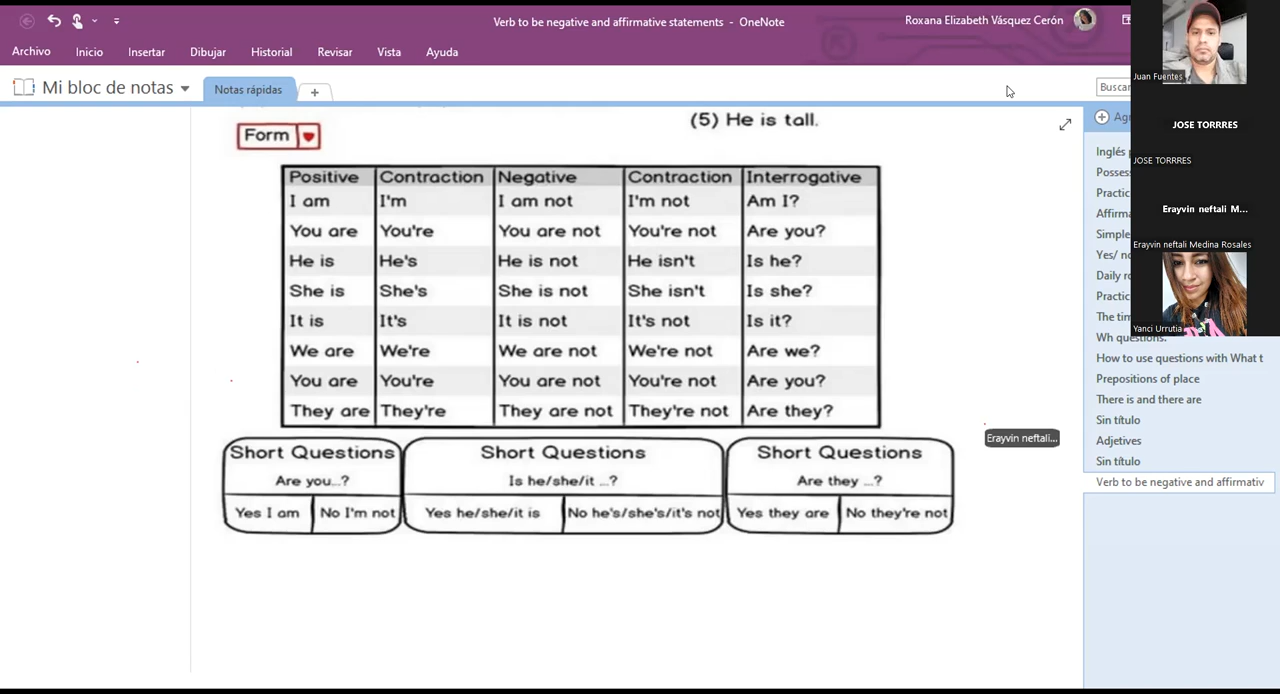 Verb to be negative and affirmative statements - OneNote
Roxana Elizabeth Vásquez Cerón
Archivo Inicio Insertar Dibujar Historial Revisar Vista Ayuda
Mi bloc de notas
Notas rápidas
+
Buscar
(5) He is tall.
Form
Positive Contraction Negative Contraction Interrogative
I am I'm I am not I'm not Am I?
You are You're You are not You're not Are you?
He is He's He is not He isn't Is he?
She is She's She is not She isn't Is she?
It is It's It is not It's not Is it?
We are We're We are not We're not Are we?
You are You're You are not You're not Are you?
They are They're They are not They're not Are they?
Short Questions
Are you...?
Yes I am No I'm not
Short Questions
Is he/she/it ...?
Yes he/she/it is No he's/she's/it's not
Short Questions
Are they ...?
Yes they are No they're not
Erayvin neftali...
Juan Fuentes
JOSE TORRRES
JOSE TORRRES
Erayvin neftali M...
Erayvin neftali Medina Rosales
Yanci Urrutia
Inglés
Possess
Practic
Affirma
Simple
Yes/ no
Daily ro
Practic
The tim
Wh questions.
How to use questions with What t
Prepositions of place
There is and there are
Sin título
Adjetives
Sin título
Verb to be negative and affirmativ